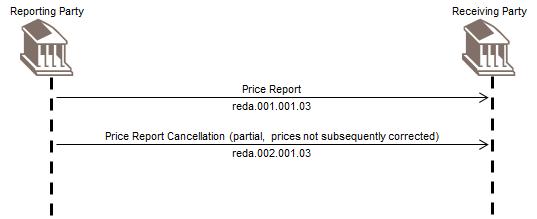 Reporting Party
Receiving Party
Price Report
reda.001.001.03
Price Report Cancellation (partial, prices not subsequently corrected)
reda.002.001.03